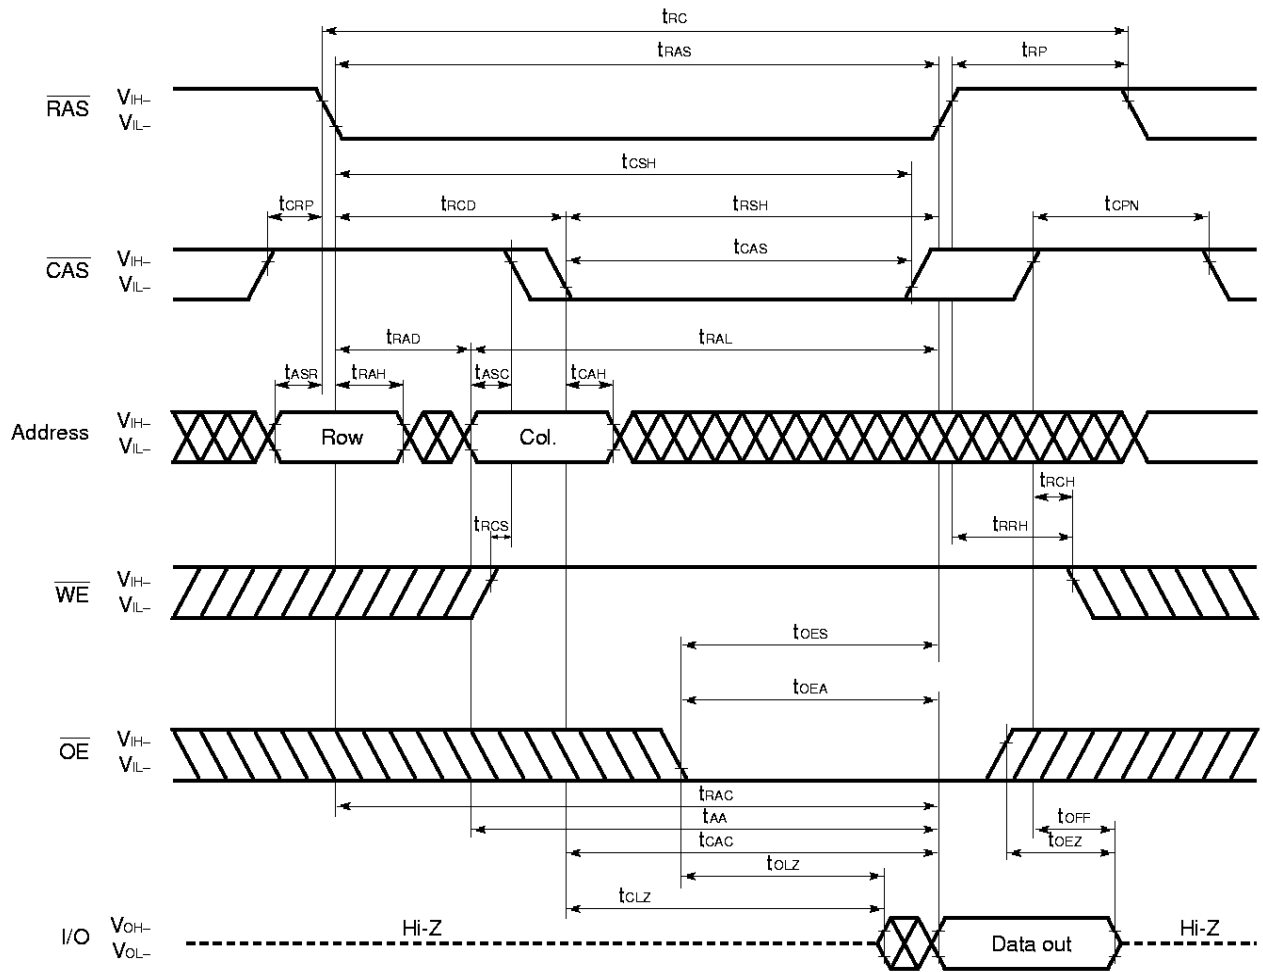 tRC
tRAS
tRP
RAS
VIH–
VIL–
tCSH
tCRP
tRCD
tRSH
tCPN
CAS
VIH–
VIL–
tCAS
tRAD
tRAL
tASR
tRAH
tASC
tCAH
Address
VIH–
VIL–
Row
Col.
tRCH
tRCS
tRRH
WE
VIH–
VIL–
tOES
tOEA
OE
VIH–
VIL–
tRAC
tAA
tOFF
tCAC
tOEZ
tOLZ
tCLZ
I/O
VOH–
VOL–
Hi-Z
Data out
Hi-Z